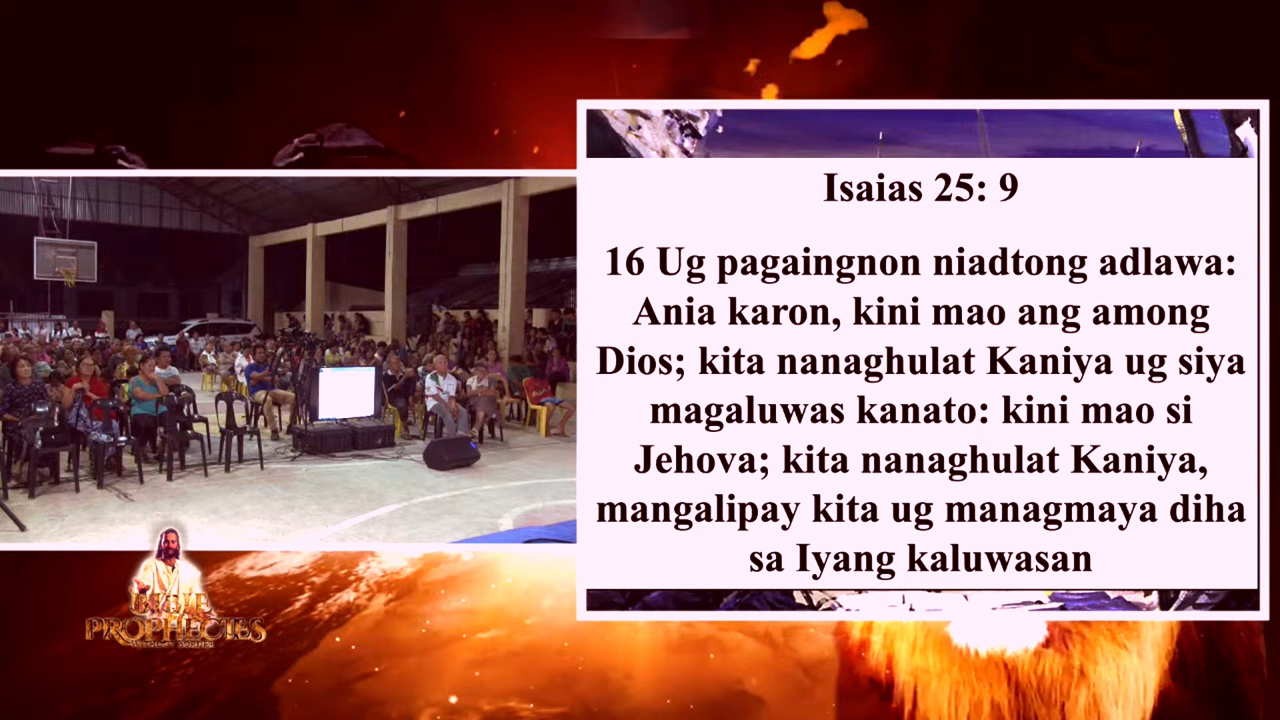 Isaias 25: 9
16 Ug pagaingnon niadtong adlawa:
Ania karon, kini mao ang among
Dios; kita nanaghulat Kaniya ug siya
magaluwas kanato: kini mao si
Jehova; kita nanaghulat Kaniya,
mangalipay kita ug managmaya diha
sa Iyang kaluwasan
BIBLE
PROPHECIES
WITHOUT BORDER